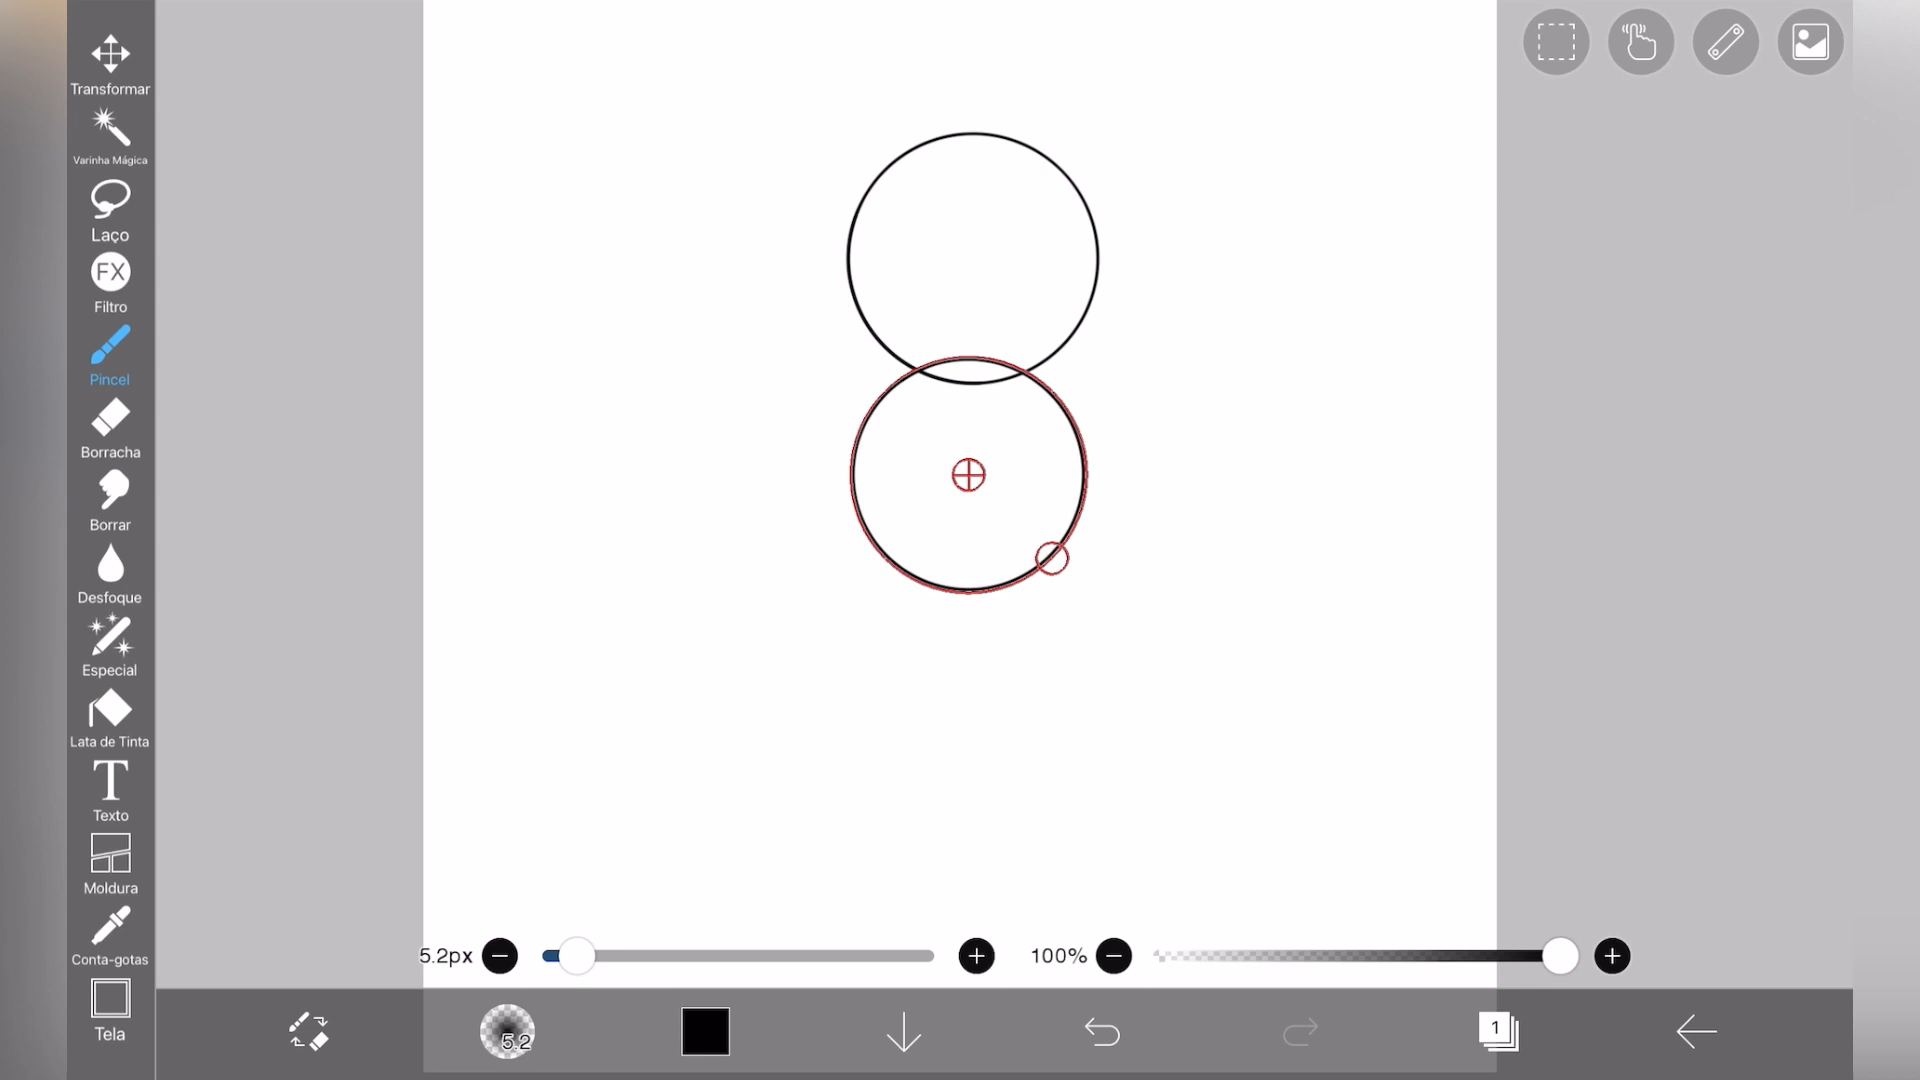 Transformar
Varinha Mágica
Laço
FX
Filtro
Pincel
Borracha
Borrar
Desfoque
Especial
Lata de Tinta
T
Texto
Moldura
Conta-gotas
Tela
5.2px
100%
5.2
1